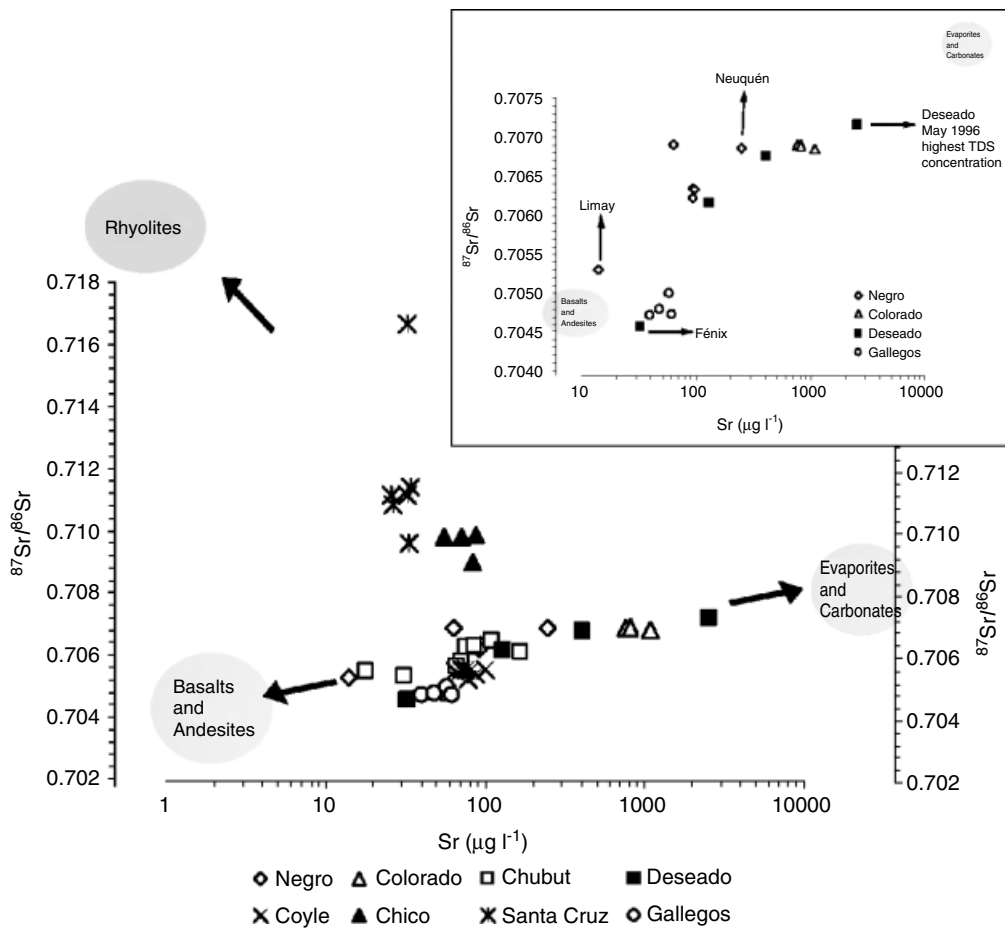 Evaporites
and
Carbonates
Neuquén
0.7075
0.7070
0.7065
0.7060
0.7055
0.7050
0.7045
0.7040
Deseado
May 1996
highest TDS
concentration
Limay
87Sr/86Sr
Basalts
and
Andesites
Negro
Colorado
Deseado
Gallegos
Fénix
10
100
1000
10000
Sr (μg l-1)
Rhyolites
0.718
0.716
0.714
0.712
0.710
0.708
0.706
0.704
0.702
87Sr/86Sr
0.712
0.710
0.708
0.706
0.704
0.702
87Sr/86Sr
Evaporites
and
Carbonates
Basalts
and
Andesites
1
10
100
1000
10000
Sr (μg l-1)
Negro Colorado Chubut Deseado
Coyle Chico Santa Cruz Gallegos